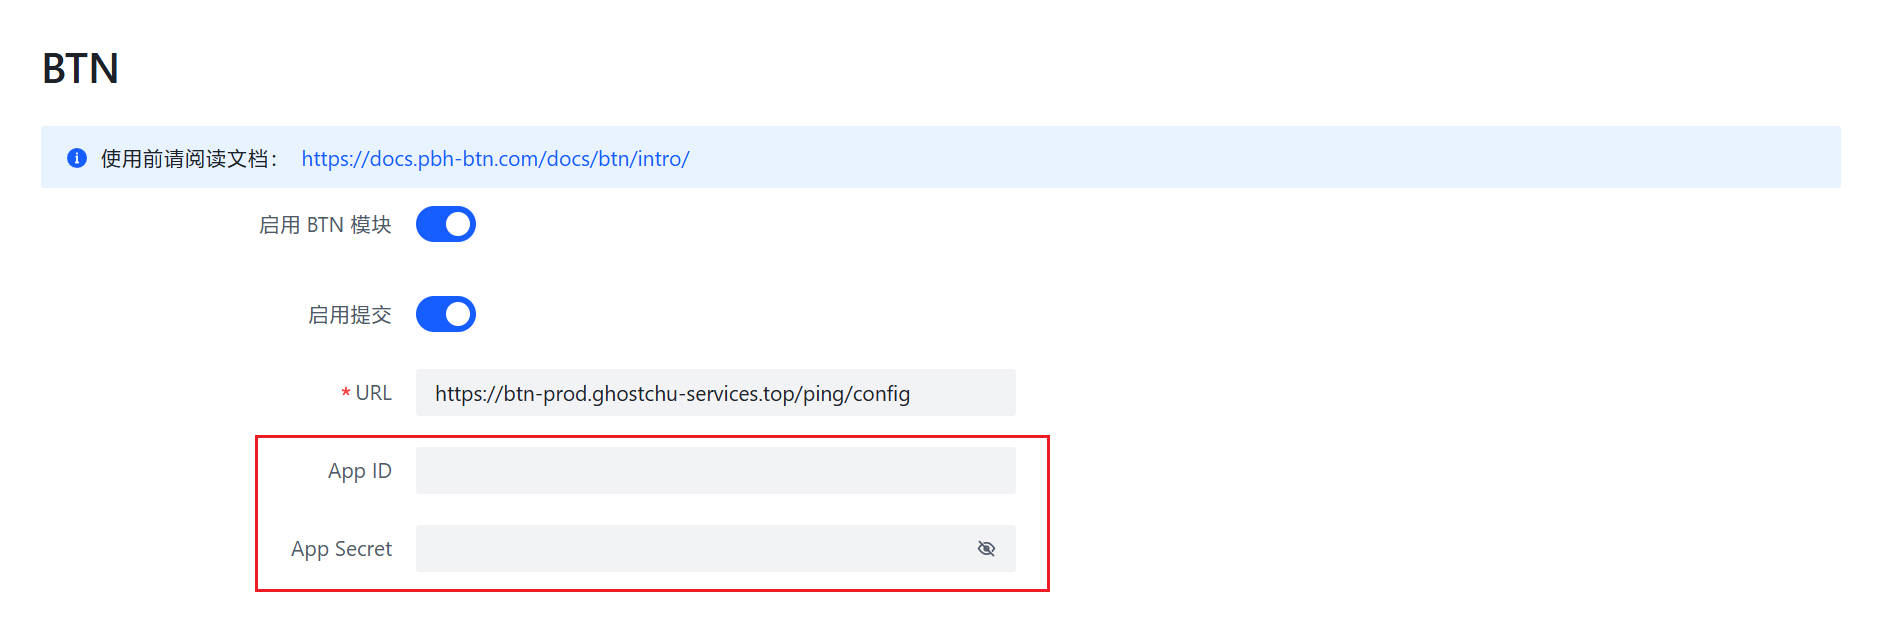 BTN
使用前请阅读文档： https://docs.pbh-btn.com/docs/btn/intro/
启用 BTN 模块
启用提交
* URL https://btn-prod.ghostchu-services.top/ping/config
App ID
App Secret